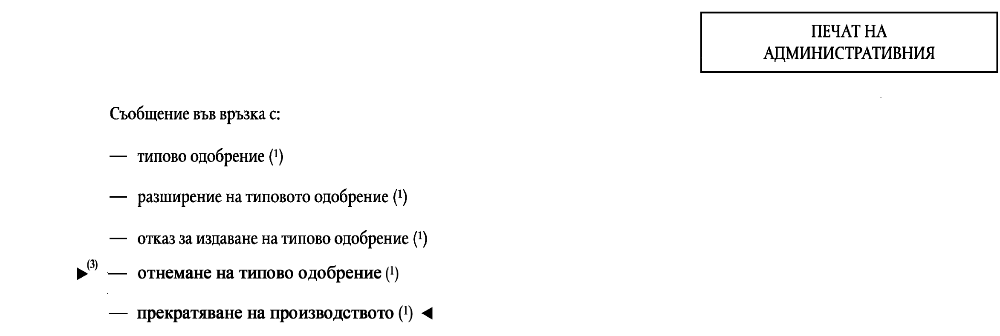 ПЕЧАТ НА
АДМИНИСТРАТИВНИЯ
Съобщение във връзка с:
— типово одобрение (¹)
— разширение на типовото одобрение (¹)
— отказ за издаване на типово одобрение (¹)
▶(3) — отнемане на типово одобрение (¹)
— прекратяване на производството (¹) ◀